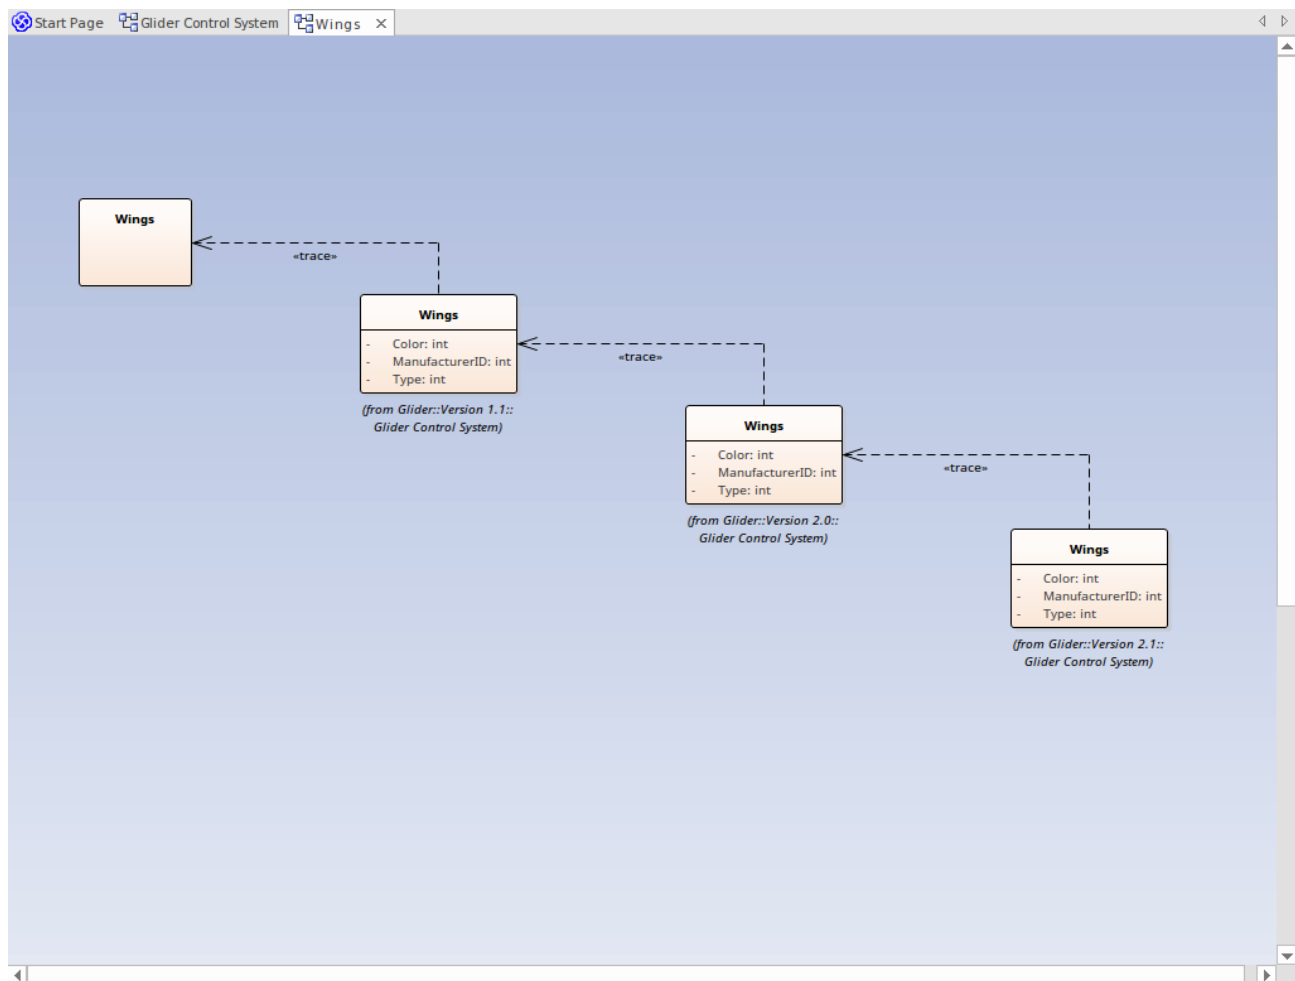 Start Page Glider Control System Wings
Wings
«trace»
Wings
- Color: int
- ManufacturerID: int
- Type: int
(from Glider::Version 1.1::
Glider Control System)
«trace»
Wings
- Color: int
- ManufacturerID: int
- Type: int
(from Glider::Version 2.0::
Glider Control System)
«trace»
Wings
- Color: int
- ManufacturerID: int
- Type: int
(from Glider::Version 2.1::
Glider Control System)